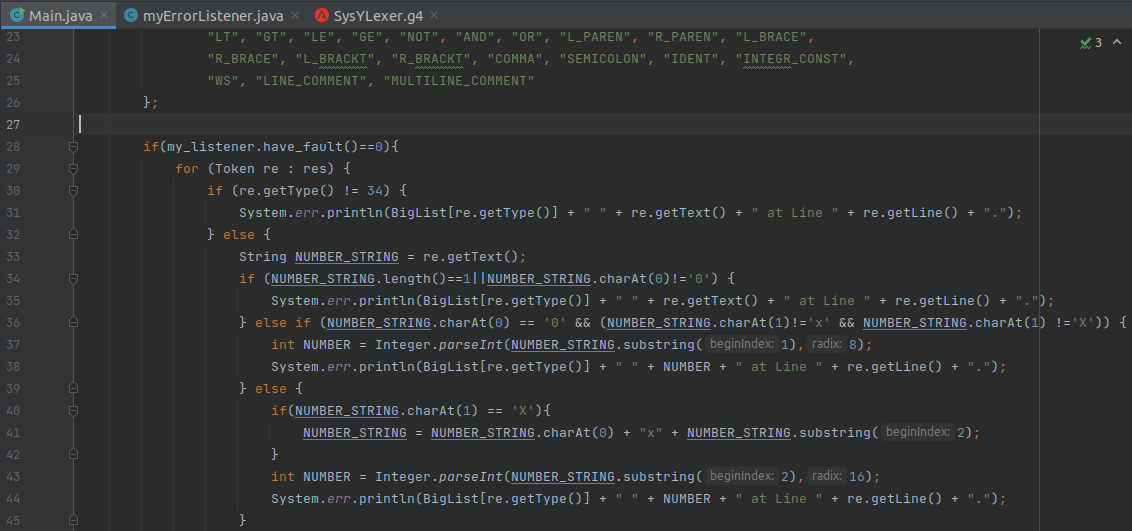 Main.java myErrorListener.java SysYLexer.g4
23 "LT", "GT", "LE", "GE", "NOT", "AND", "OR", "L_PAREN", "R_PAREN", "L_BRACE",
24 "R_BRACE", "L_BRACKT", "R_BRACKT", "COMMA", "SEMICOLON", "IDENT", "INTEGR_CONST",
3
25 "WS", "LINE_COMMENT", "MULTILINE_COMMENT"
26 };
27
28 if(my_listener.have_fault()==0){
29 for (Token re : res) {
30 if (re.getType() != 34) {
31 System.err.println(BigList[re.getType()] + " " + re.getText() + " at Line " + re.getLine() + ".");
32 } else {
33 String NUMBER_STRING = re.getText();
34 if (NUMBER_STRING.length()==1||NUMBER_STRING.charAt(0)!='0') {
35 System.err.println(BigList[re.getType()] + " " + re.getText() + " at Line " + re.getLine() + ".");
36 } else if (NUMBER_STRING.charAt(0) == '0' && (NUMBER_STRING.charAt(1)!='x' && NUMBER_STRING.charAt(1) !='X')) {
37 int NUMBER = Integer.parseInt(NUMBER_STRING.substring( beginIndex: 1), radix: 8);
38 System.err.println(BigList[re.getType()] + " " + NUMBER + " at Line " + re.getLine() + ".");
39 } else {
40 if(NUMBER_STRING.charAt(1) == 'X'){
41 NUMBER_STRING = NUMBER_STRING.charAt(0) + "x" + NUMBER_STRING.substring( beginIndex: 2);
42 }
43 int NUMBER = Integer.parseInt(NUMBER_STRING.substring( beginIndex: 2), radix: 16);
44 System.err.println(BigList[re.getType()] + " " + NUMBER + " at Line " + re.getLine() + ".");
45 }